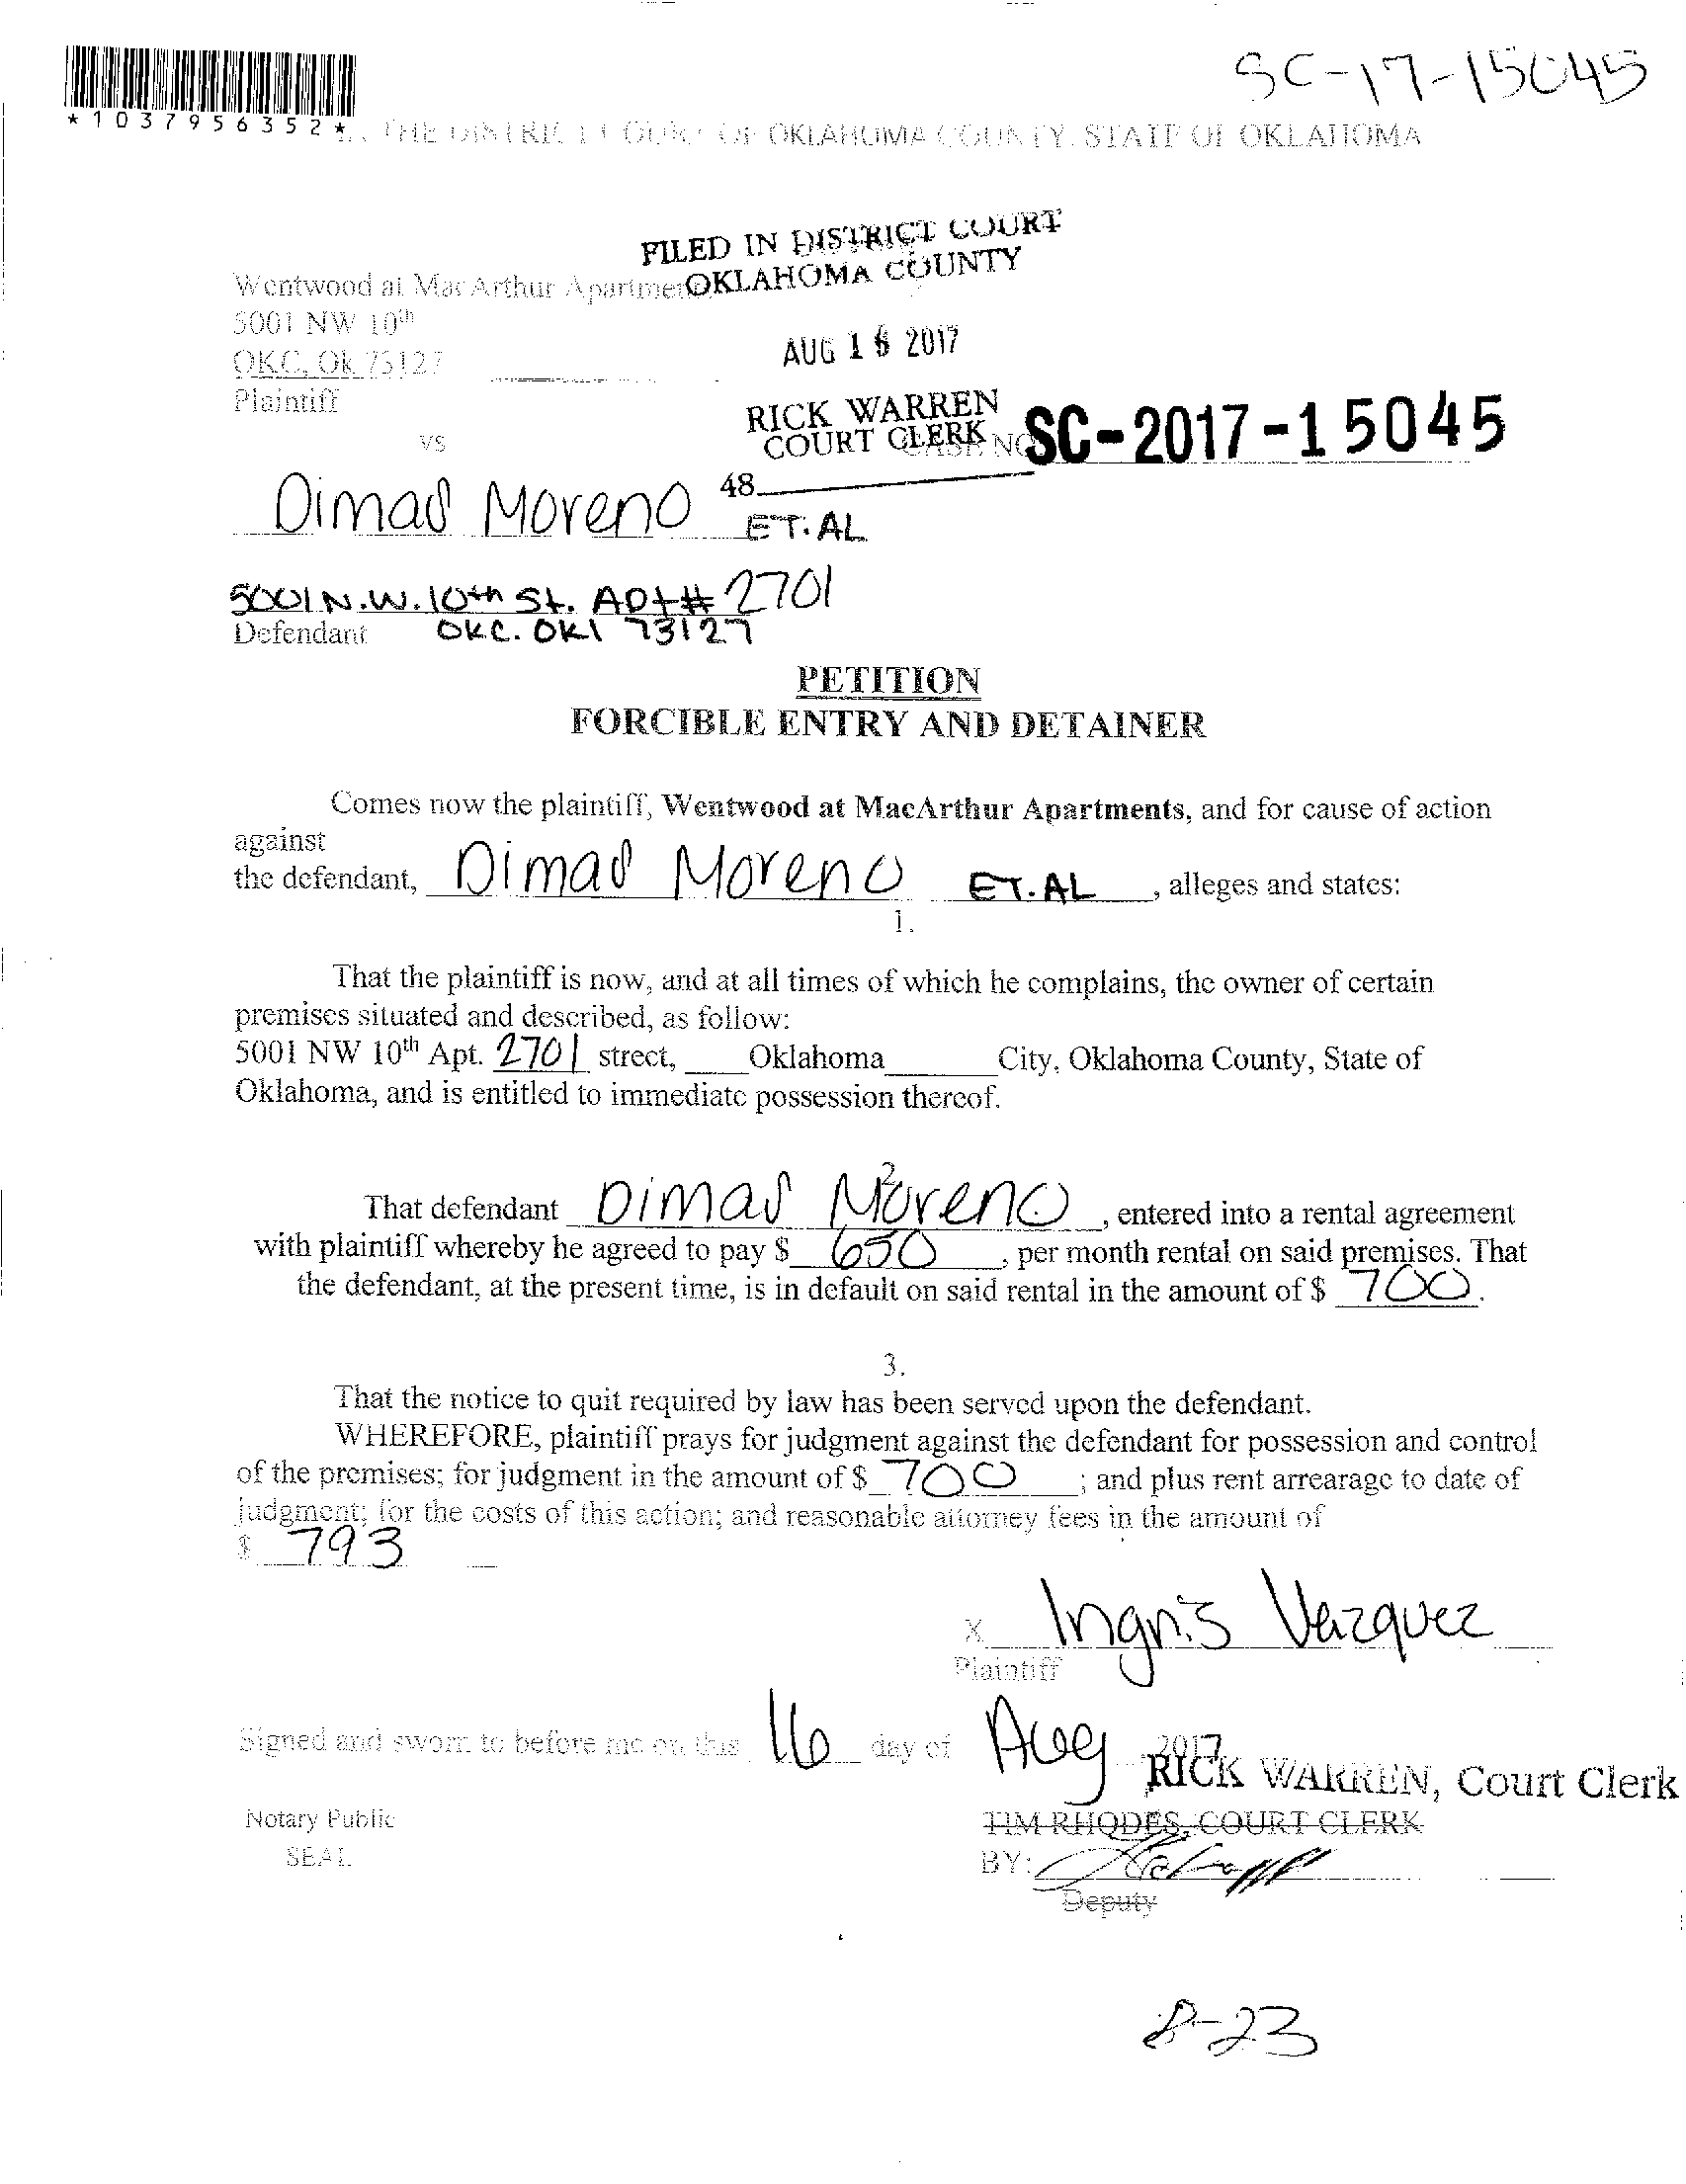 SC-17-15045
*1037956352*
IN THE DISTRICT COURT OF OKLAHOMA COUNTY, STATE OF OKLAHOMA
FILED IN DISTRICT COURT
OKLAHOMA COUNTY
Wentwood at MacArthur
5001 NW 10th
OKC, Ok 73127
Plaintiff
AUG 16 2017
RICK WARREN
COURT CLERK
CASE NO SC-2017-15045
vs
48
Dimas Moreno ET.AL
5001 N.W. 10th St. Apt# 2701
Defendant OKC. OKl 73127
PETITION
FORCIBLE ENTRY AND DETAINER
Comes now the plaintiff, Wentwood at MacArthur Apartments, and for cause of action
against
the defendant, Dimas Moreno ET.AL, alleges and states:
1.
That the plaintiff is now, and at all times of which he complains, the owner of certain
premises situated and described, as follow:
5001 NW 10th Apt. 2701 street, Oklahoma City, Oklahoma County, State of
Oklahoma, and is entitled to immediate possession thereof.
2
That defendant Dimas Moreno, entered into a rental agreement
with plaintiff whereby he agreed to pay $ 650, per month rental on said premises. That
the defendant, at the present time, is in default on said rental in the amount of $ 700.
3.
That the notice to quit required by law has been served upon the defendant.
WHEREFORE, plaintiff prays for judgment against the defendant for possession and control
of the premises; for judgment in the amount of $ 700; and plus rent arrearage to date of
judgment; for the costs of this action; and reasonable attorney fees in the amount of
$ 793
X Ingris Vazquez
Plaintiff
Signed and sworn to before me on this 16 day of Aug 2017
RICK WARREN, Court Clerk
Notary Public
TIM RHODES, COURT CLERK
SEAL
BY:
Deputy
8-23